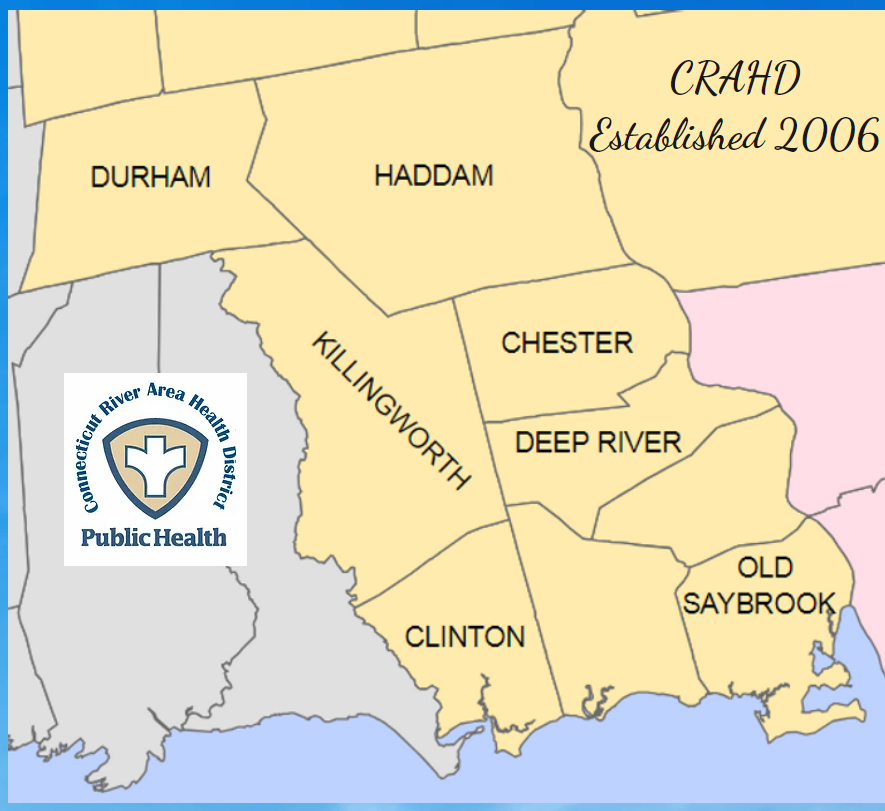 CRAHD
Established 2006
DURHAM
HADDAM
CHESTER
KILLINGWORTH
DEEP RIVER
Connecticut River Area Health District
Public Health
OLD
SAYBROOK
CLINTON